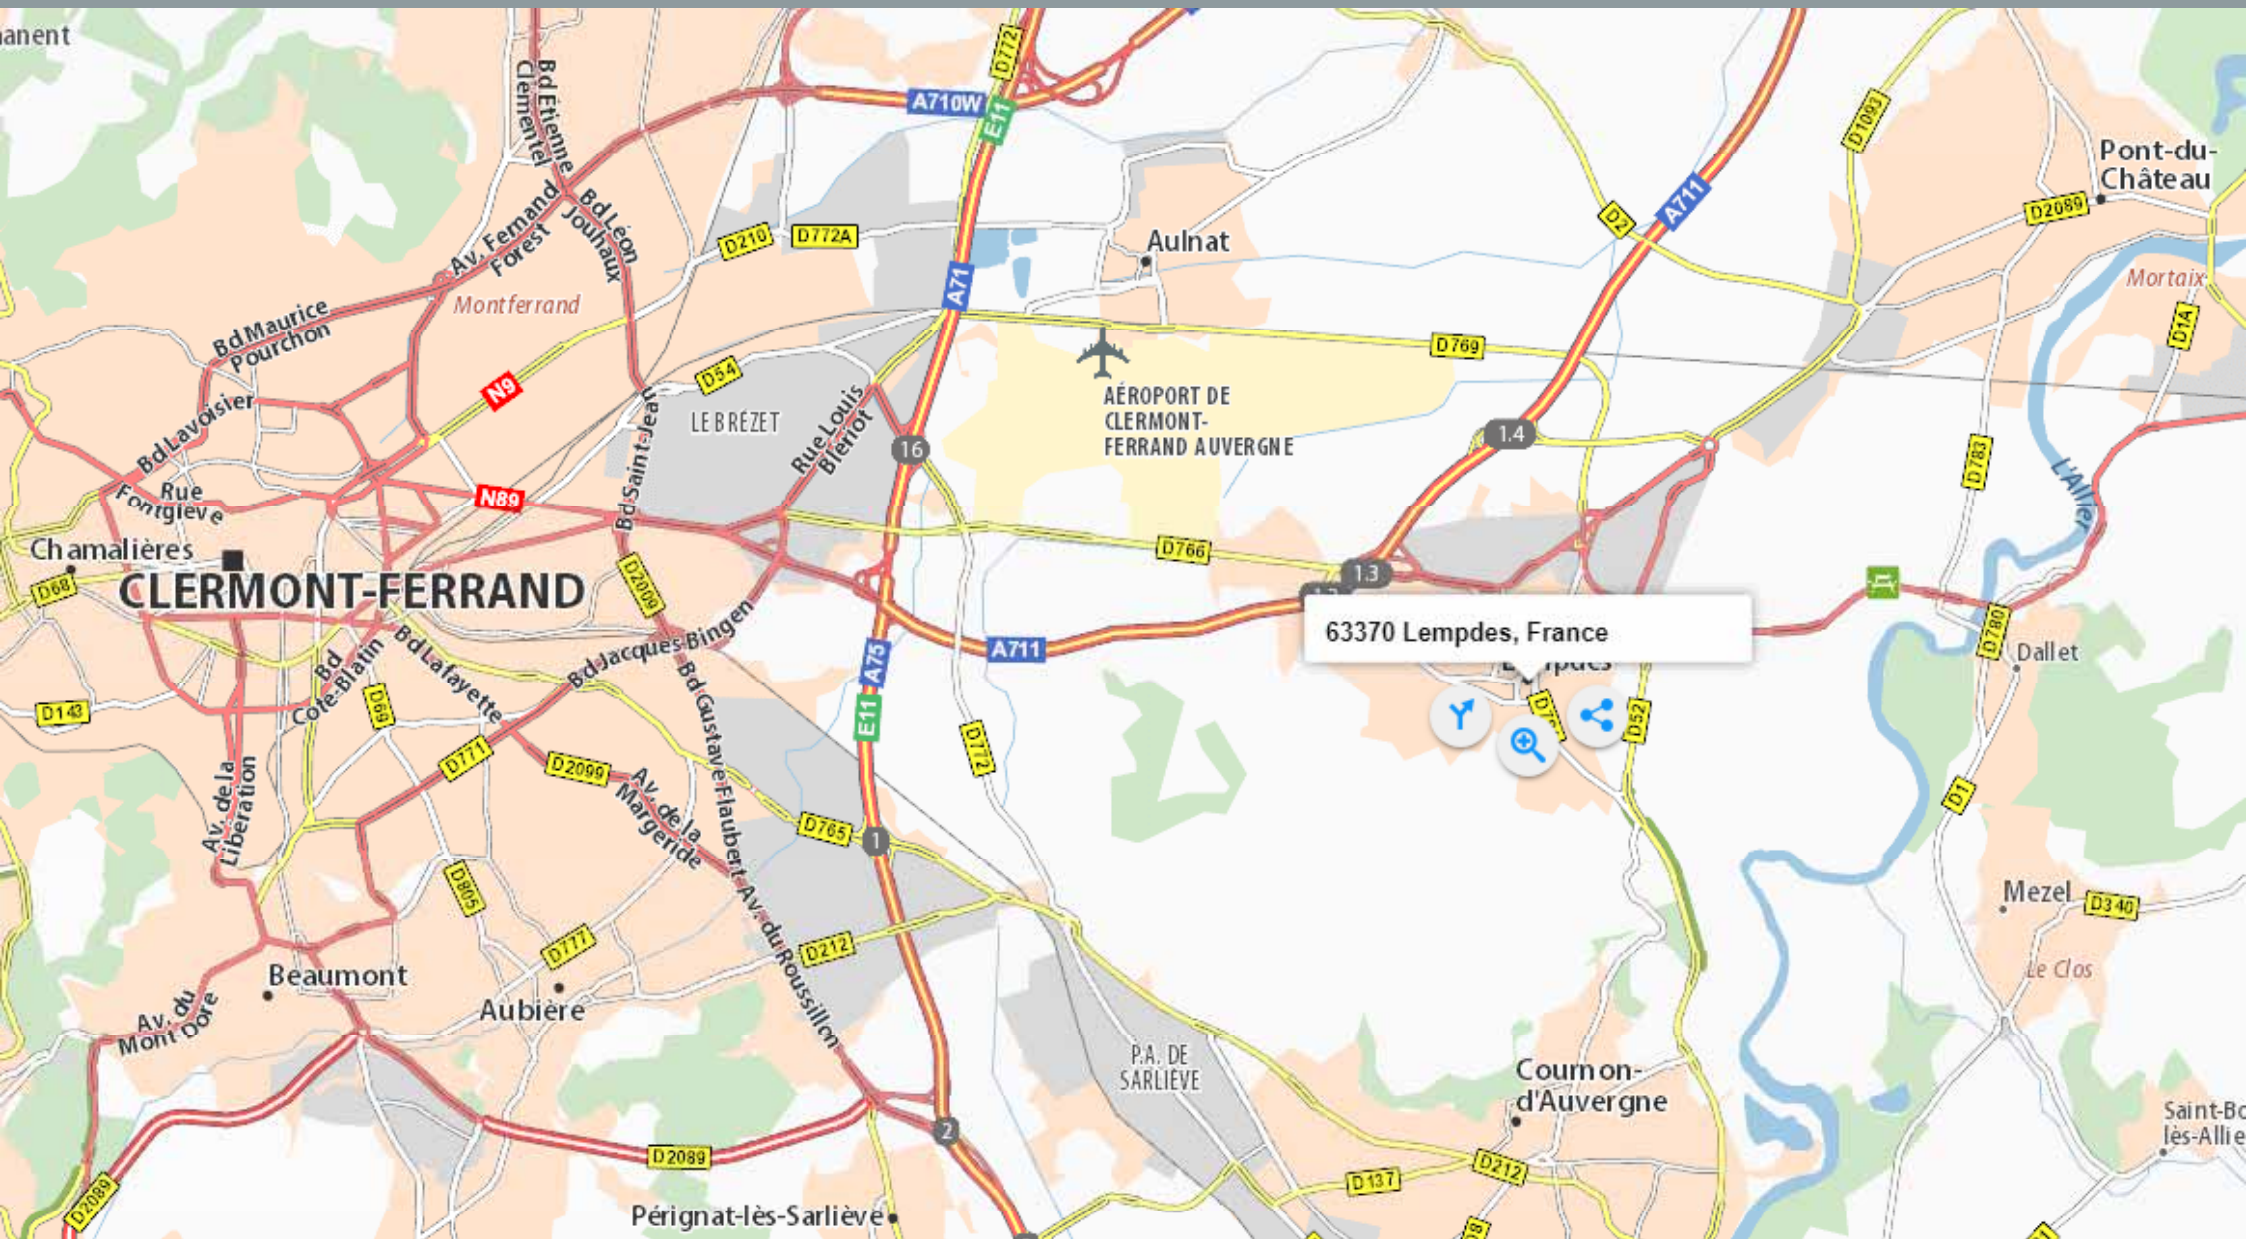 D772
Bd Etienne
Clémentel
A710W
E11
D1093
Pont-du-
Château
A711
D2089
D2
Av. Fernand
Forest
Bd Léon
Jouhaux
D210
D772A
Aulnat
Mortaix
A71
Montferrand
Bd Maurice
Pourchon
D1A
D769
D54
N9
AÉROPORT DE
CLERMONT-
FERRAND AUVERGNE
LE BRÉZET
Rue Louis
Blériot
Bd Lavoisier
Bd Saint-Jean
16
1.4
D783
L'Allier
Rue
Fontgiève
N89
Chamalières
D766
1.3
D68
CLERMONT-FERRAND
D2009
63370 Lempdes, France
D780
Dallet
A711
A75
Bd Jacques Bingen
Bd Lafayette
Bd
Cote-Blatin
E11
D143
D69
Bd Gustave Flaubert
D52
D772
D771
D2099
Av. de la
Libération
Av. de la
Margeride
D1
D765
1
D805
Mezel
D340
D777
D212
Av. du Roussillon
Le Clos
Beaumont
Aubière
Av. du
Mont Dore
P.A. DE
SARLIÈVE
Cournon-
d'Auvergne
2
D2089
D212
D137
D2089
Pérignat-lès-Sarliève